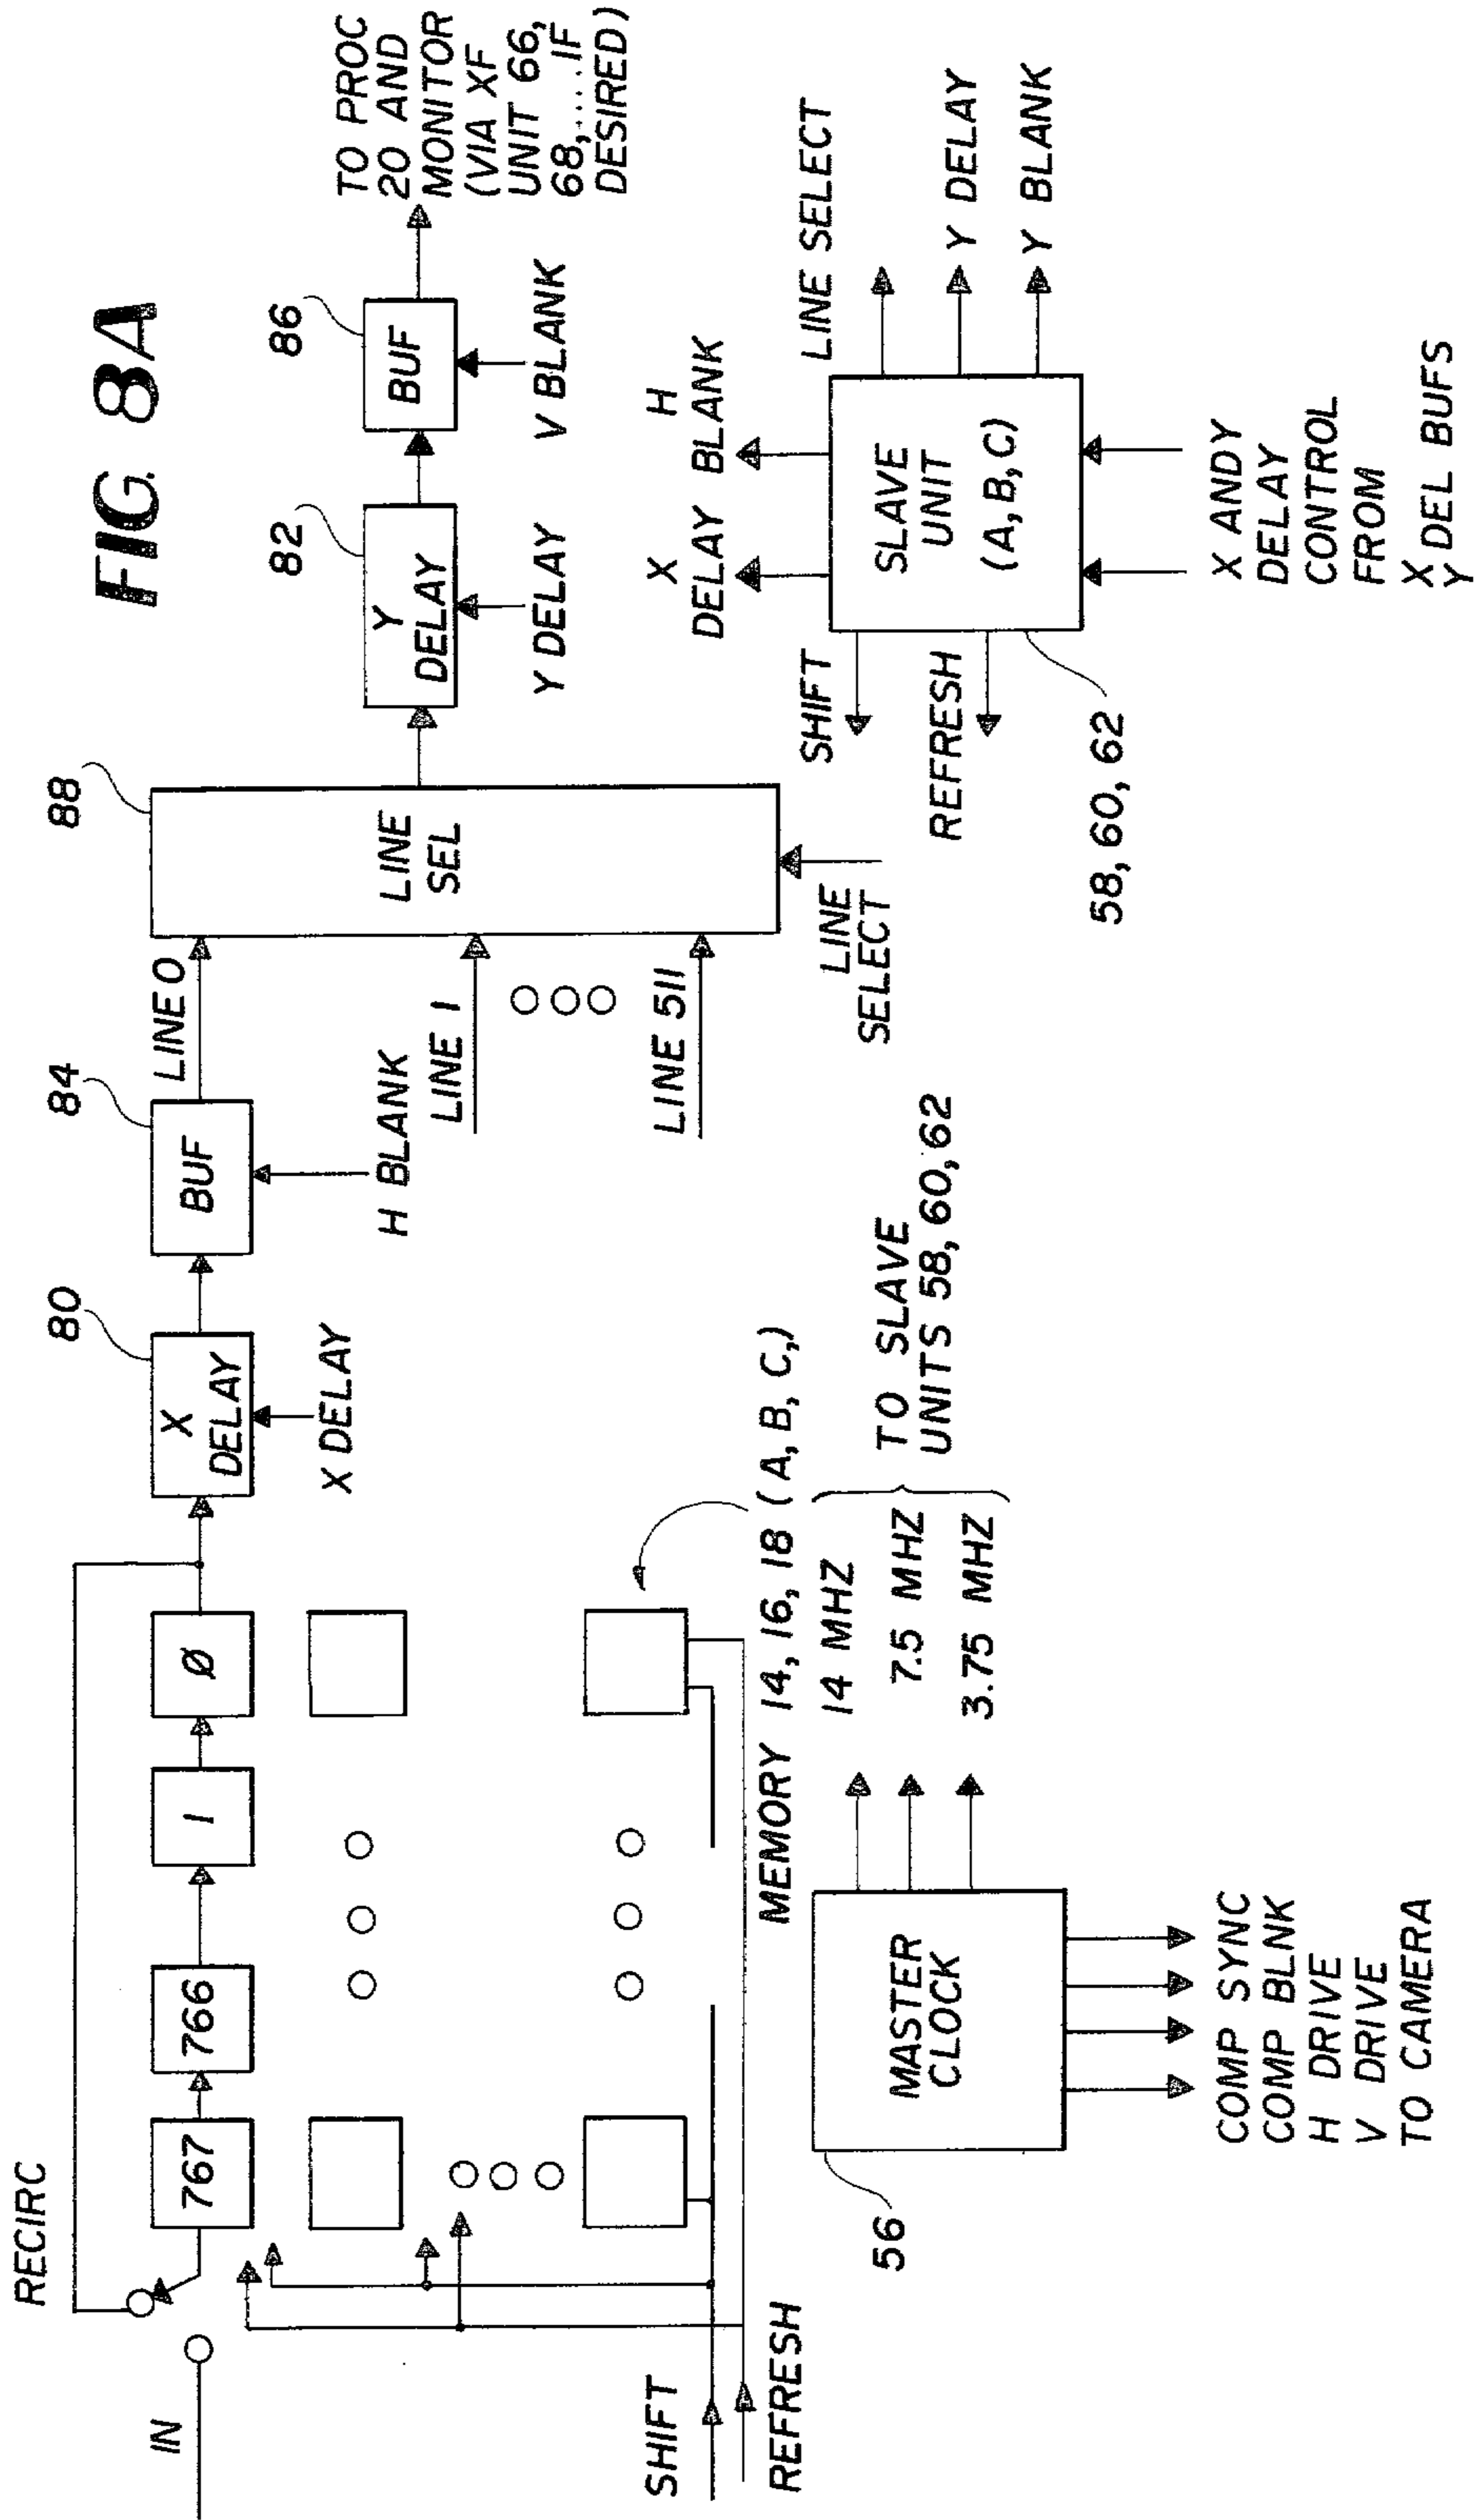 FIG. 8A
RECIRC
IN
767
766
1
Ø
80
X
DELAY
X DELAY
84
BUF
H BLANK
LINE 0
LINE 1
LINE 511
88
LINE
SEL
LINE
SELECT
82
Y
DELAY
Y DELAY
86
BUF
V BLANK
TO PROC
20 AND
MONITOR
(VIA XF
UNIT 66,
68,....IF
DESIRED)
SHIFT
REFRESH
MEMORY 14, 16, 18 (A, B, C,)
56
MASTER
CLOCK
14 MHZ
7.5 MHZ
3.75 MHZ
TO SLAVE
UNITS 58, 60, 62
COMP SYNC
COMP BLNK
H DRIVE
V DRIVE
TO CAMERA
SHIFT
REFRESH
X
DELAY
H
BLANK
LINE SELECT
Y DELAY
Y BLANK
SLAVE
UNIT
(A, B, C)
58, 60, 62
X ANDY
DELAY
CONTROL
FROM
X DEL BUFS
Y